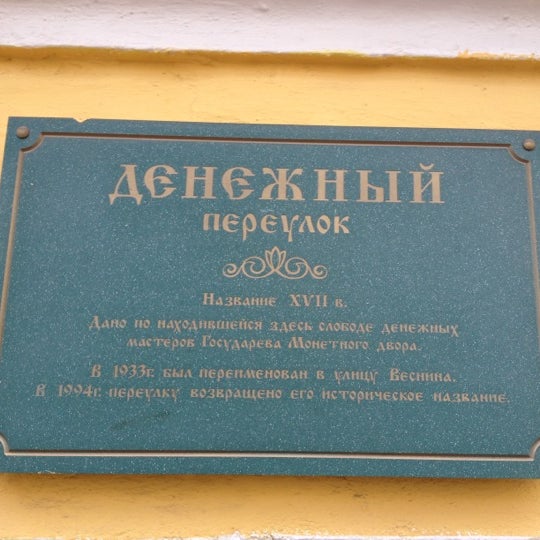 ДЕНЕЖНЫЙ
ПЕРЕУЛОК
Название XVII в.
Дано по находившейся здесь слободе денежных
мастеров Государева Монетного двора.
В 1933г. был переименован в улицу Веснина.
В 1994г. переулку возвращено его историческое название.